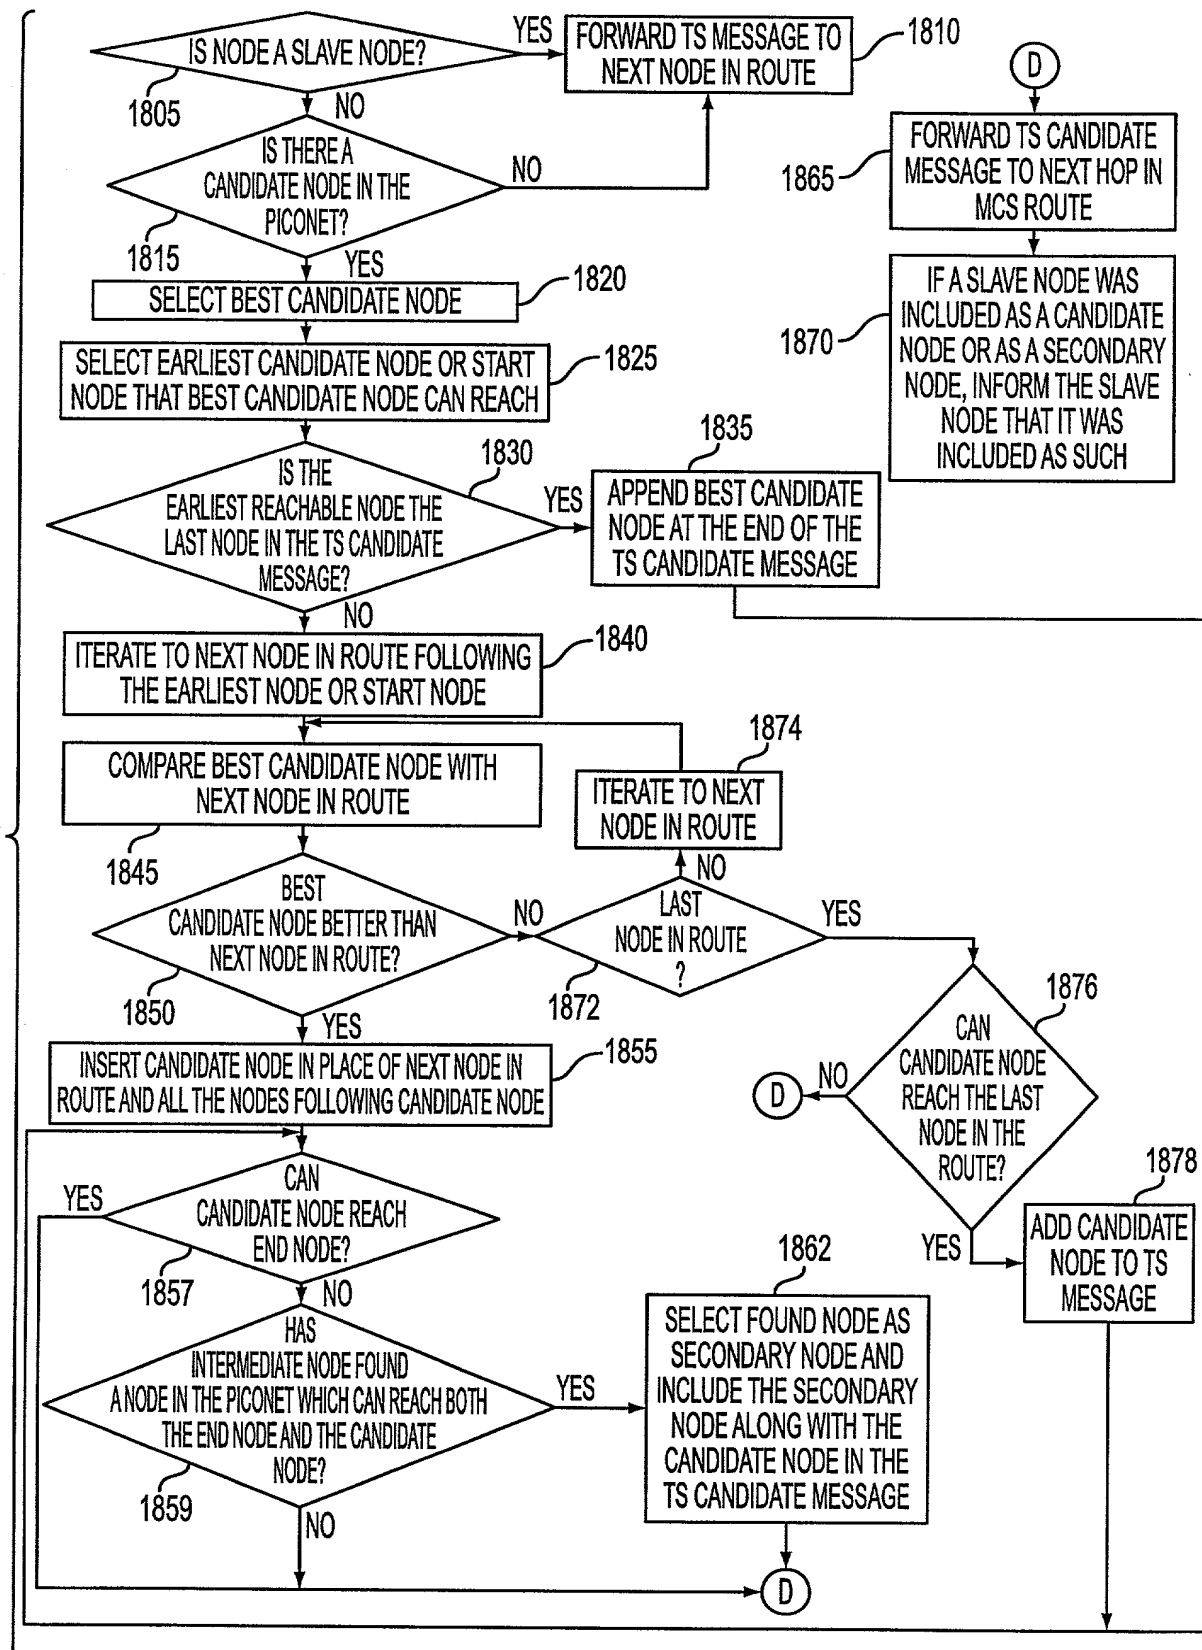 IS NODE A SLAVE NODE?
YES
1805
NO
FORWARD TS MESSAGE TO
NEXT NODE IN ROUTE
1810
IS THERE A
CANDIDATE NODE IN THE
PICONET?
NO
1815
YES
SELECT BEST CANDIDATE NODE
1820
SELECT EARLIEST CANDIDATE NODE OR START
NODE THAT BEST CANDIDATE NODE CAN REACH
1825
IS THE
EARLIEST REACHABLE NODE THE
LAST NODE IN THE TS CANDIDATE
MESSAGE?
1830
YES
NO
1835
APPEND BEST CANDIDATE
NODE AT THE END OF THE
TS CANDIDATE MESSAGE
ITERATE TO NEXT NODE IN ROUTE FOLLOWING
THE EARLIEST NODE OR START NODE
1840
COMPARE BEST CANDIDATE NODE WITH
NEXT NODE IN ROUTE
1845
1874
ITERATE TO NEXT
NODE IN ROUTE
NO
BEST
CANDIDATE NODE BETTER THAN
NEXT NODE IN ROUTE?
NO
1850
YES
LAST
NODE IN ROUTE
?
YES
1872
CAN
CANDIDATE NODE
REACH THE LAST
NODE IN THE
ROUTE?
1876
NO
D
YES
1878
ADD CANDIDATE
NODE TO TS
MESSAGE
INSERT CANDIDATE NODE IN PLACE OF NEXT NODE IN
ROUTE AND ALL THE NODES FOLLOWING CANDIDATE NODE
1855
CAN
CANDIDATE NODE REACH
END NODE?
YES
1857
NO
HAS
INTERMEDIATE NODE FOUND
A NODE IN THE PICONET WHICH CAN REACH BOTH
THE END NODE AND THE CANDIDATE
NODE?
YES
1859
NO
1862
SELECT FOUND NODE AS
SECONDARY NODE AND
INCLUDE THE SECONDARY
NODE ALONG WITH THE
CANDIDATE NODE IN THE
TS CANDIDATE MESSAGE
D
D
FORWARD TS CANDIDATE
MESSAGE TO NEXT HOP IN
MCS ROUTE
1865
IF A SLAVE NODE WAS
INCLUDED AS A CANDIDATE
NODE OR AS A SECONDARY
NODE, INFORM THE SLAVE
NODE THAT IT WAS
INCLUDED AS SUCH
1870